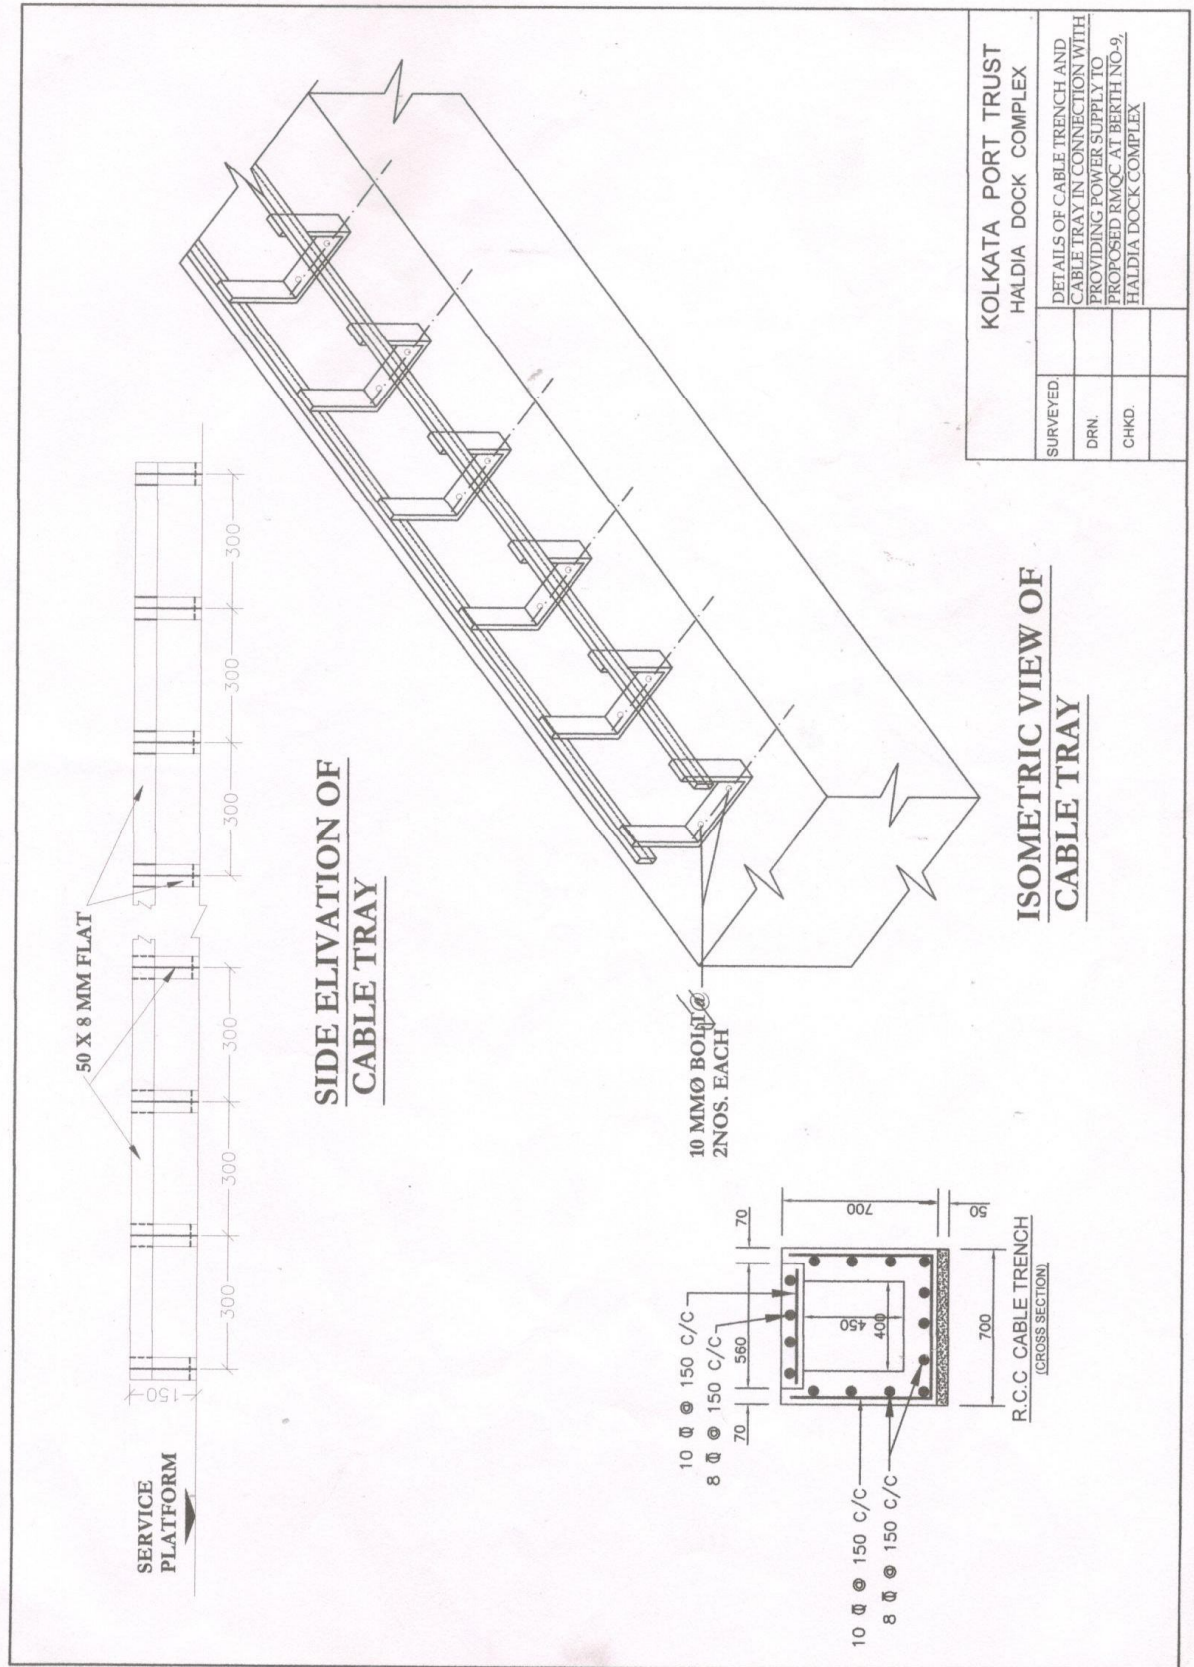 SERVICE
PLATFORM
150
50 X 8 MM FLAT
300
300
300
300
300
300
SIDE ELIVATION OF
CABLE TRAY
10 MMØ BOLT@
2NOS. EACH
ISOMETRIC VIEW OF
CABLE TRAY
10 @ 150 C/C
8 @ 150 C/C
70
560
70
450
400
700
50
700
10 @ 150 C/C
8 @ 150 C/C
R.C.C CABLE TRENCH
(CROSS SECTION)
KOLKATA PORT TRUST
HALDIA DOCK COMPLEX
SURVEYED.
DRN.
CHKD.
DETAILS OF CABLE TRENCH AND
CABLE TRAY IN CONNECTION WITH
PROVIDING POWER SUPPLY TO
PROPOSED RMQC AT BERTH NO-9,
HALDIA DOCK COMPLEX